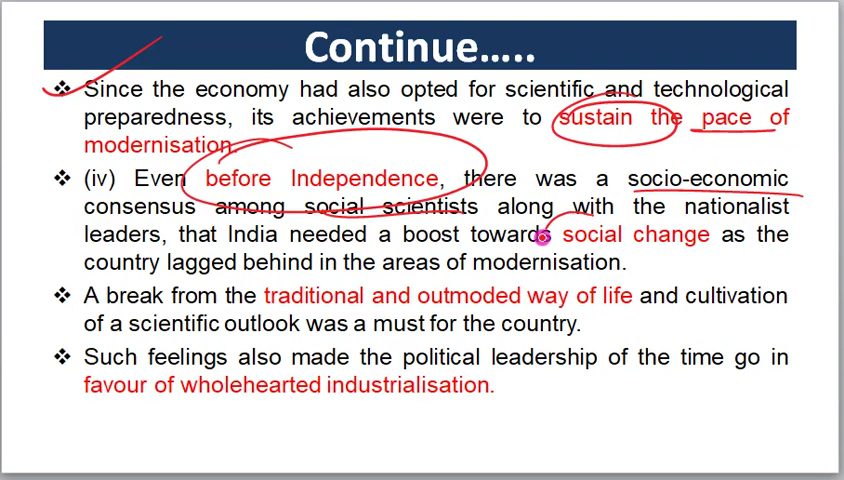 Continue…..
❖ Since the economy had also opted for scientific and technological
preparedness, its achievements were to sustain the pace of
modernisation.
❖ (iv) Even before Independence, there was a socio-economic
consensus among social scientists along with the nationalist
leaders, that India needed a boost towards social change as the
country lagged behind in the areas of modernisation.
❖ A break from the traditional and outmoded way of life and cultivation
of a scientific outlook was a must for the country.
❖ Such feelings also made the political leadership of the time go in
favour of wholehearted industrialisation.